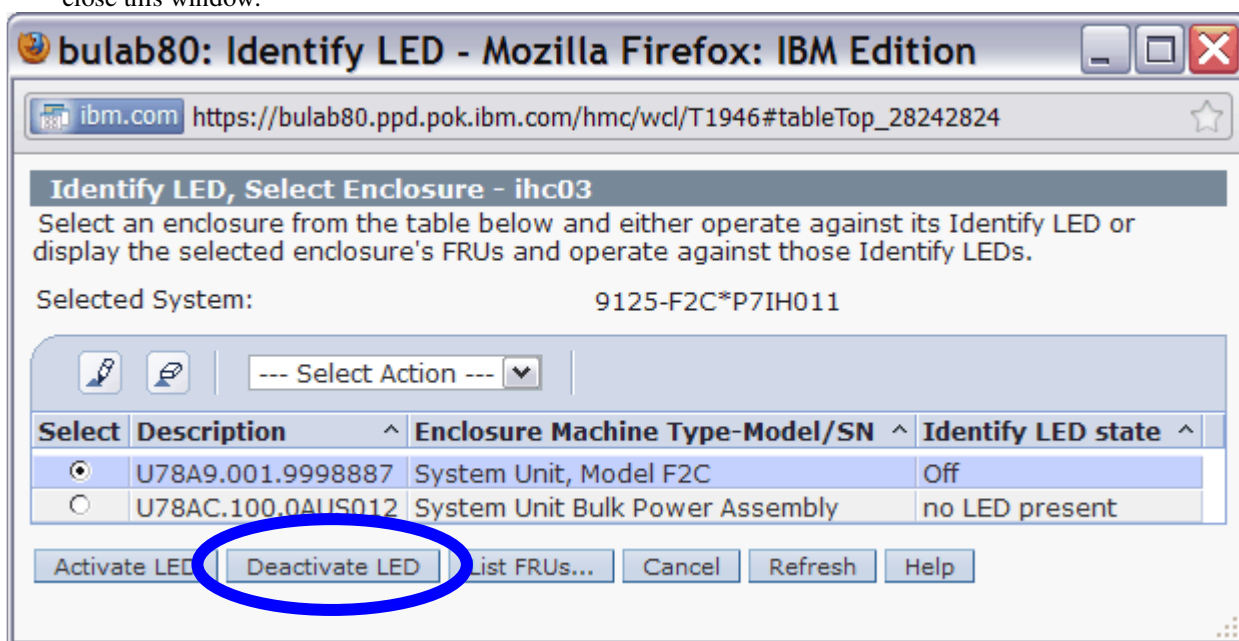 close this window.
bulab80: Identify LED - Mozilla Firefox: IBM Edition
ibm.com https://bulab80.ppd.pok.ibm.com/hmc/wcl/T1946#tableTop_28242824
Identify LED, Select Enclosure - ihc03
Select an enclosure from the table below and either operate against its Identify LED or
display the selected enclosure's FRUs and operate against those Identify LEDs.
Selected System: 9125-F2C*P7IH011
--- Select Action ---
Select Description ^ Enclosure Machine Type-Model/SN ^ Identify LED state ^
U78A9.001.9998887 System Unit, Model F2C Off
U78AC.100.0AUS012 System Unit Bulk Power Assembly no LED present
Activate LED Deactivate LED List FRUs... Cancel Refresh Help